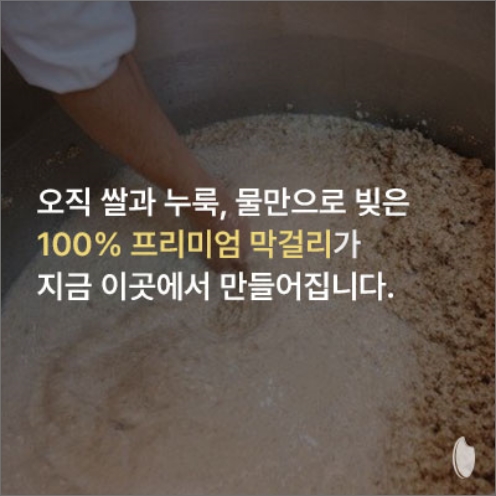 오직 쌀과 누룩, 물만으로 빚은
100% 프리미엄 막걸리가
지금 이곳에서 만들어집니다.